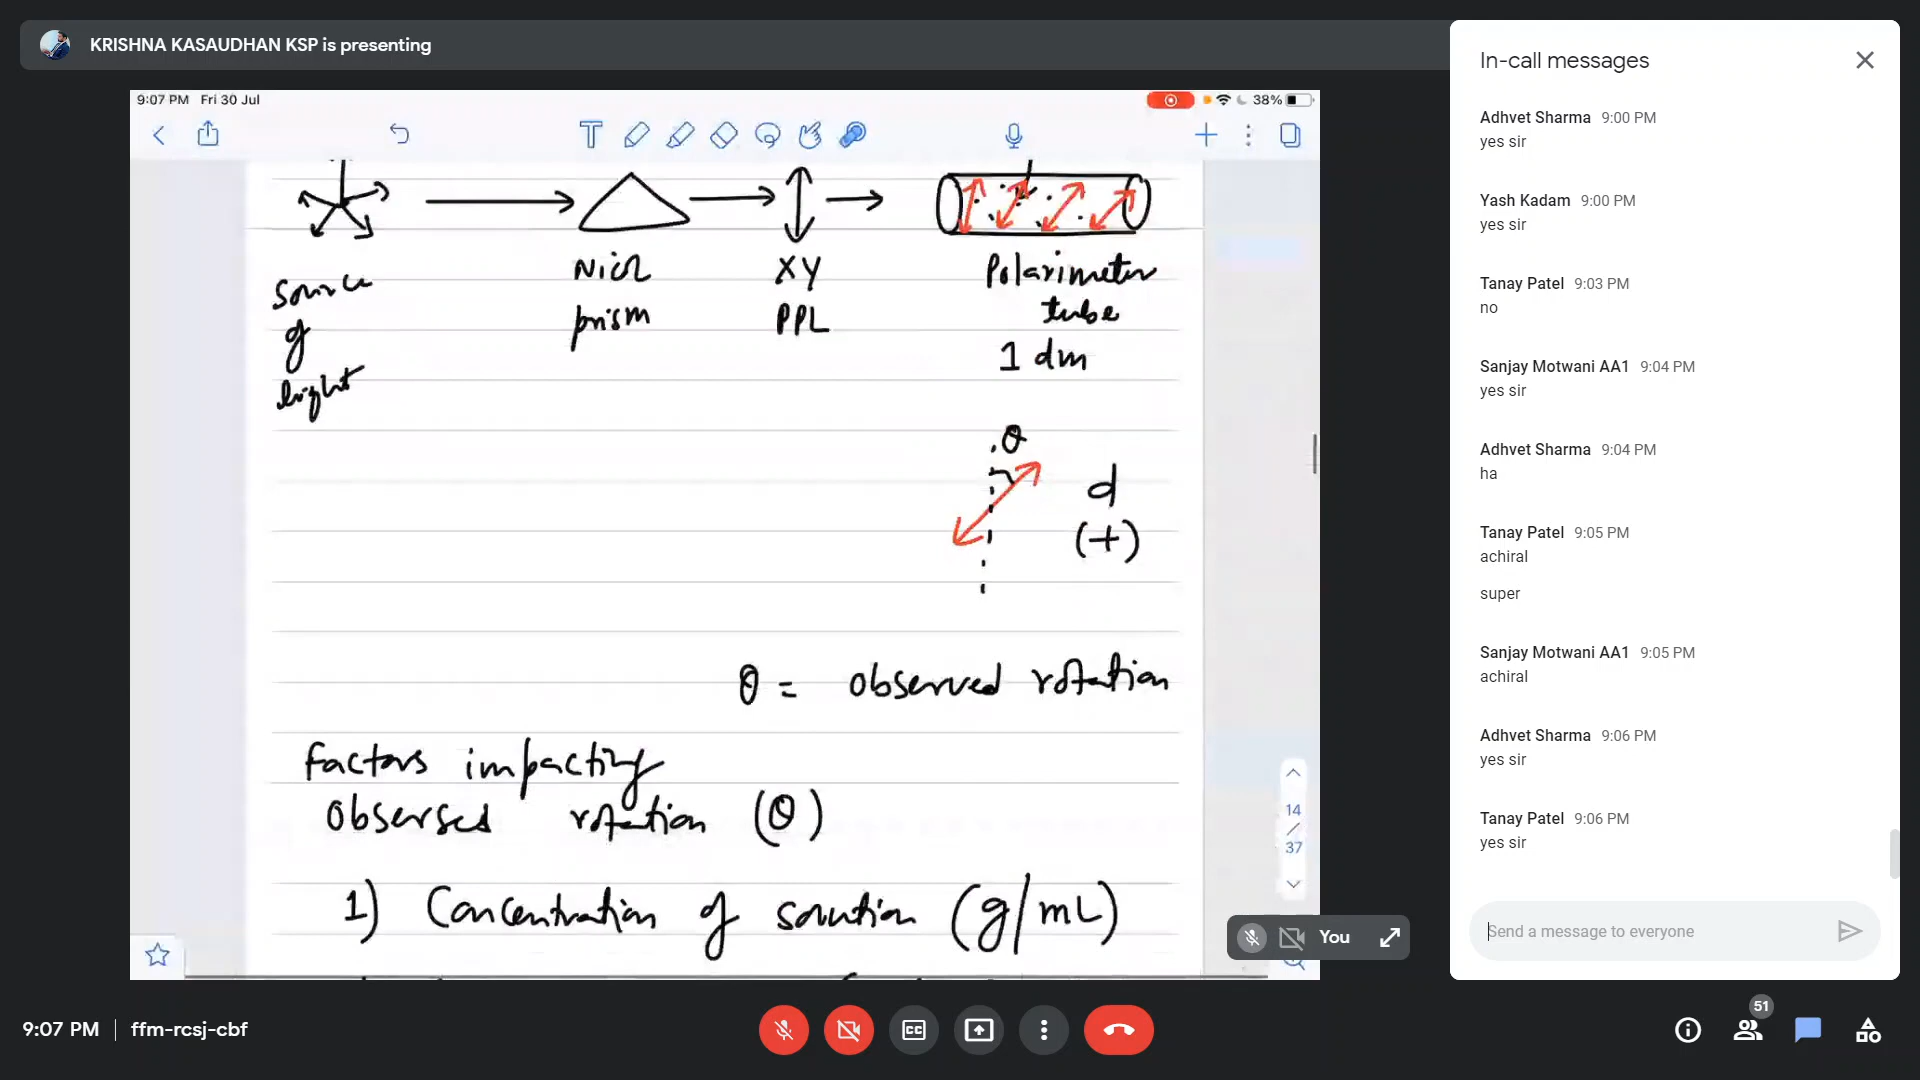 KRISHNA KASAUDHAN KSP is presenting
9:07 PM Fri 30 Jul
38%
source
of
light
Nicol
prism
XY
PPL
Polarimeter
tube
1 dm
θ
d
(+)
θ = observed rotation
factors impacting
observed rotation (θ)
1) Concentration of solution (g/mL)
14
/
37
You
In-call messages
Adhvet Sharma 9:00 PM
yes sir
Yash Kadam 9:00 PM
yes sir
Tanay Patel 9:03 PM
no
Sanjay Motwani AA1 9:04 PM
yes sir
Adhvet Sharma 9:04 PM
ha
Tanay Patel 9:05 PM
achiral
super
Sanjay Motwani AA1 9:05 PM
achiral
Adhvet Sharma 9:06 PM
yes sir
Tanay Patel 9:06 PM
yes sir
Send a message to everyone
9:07 PM | ffm-rcsj-cbf
CC
51